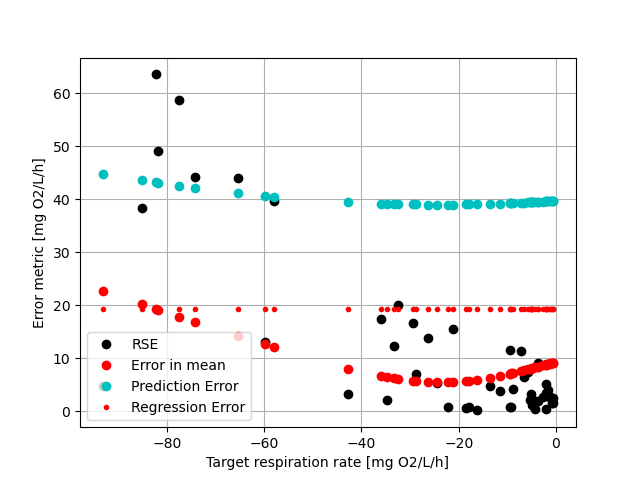 60
50
40
30
20
10
0
Error metric [mg O2/L/h]
RSE
Error in mean
Prediction Error
Regression Error
−80 −60 −40 −20 0
Target respiration rate [mg O2/L/h]